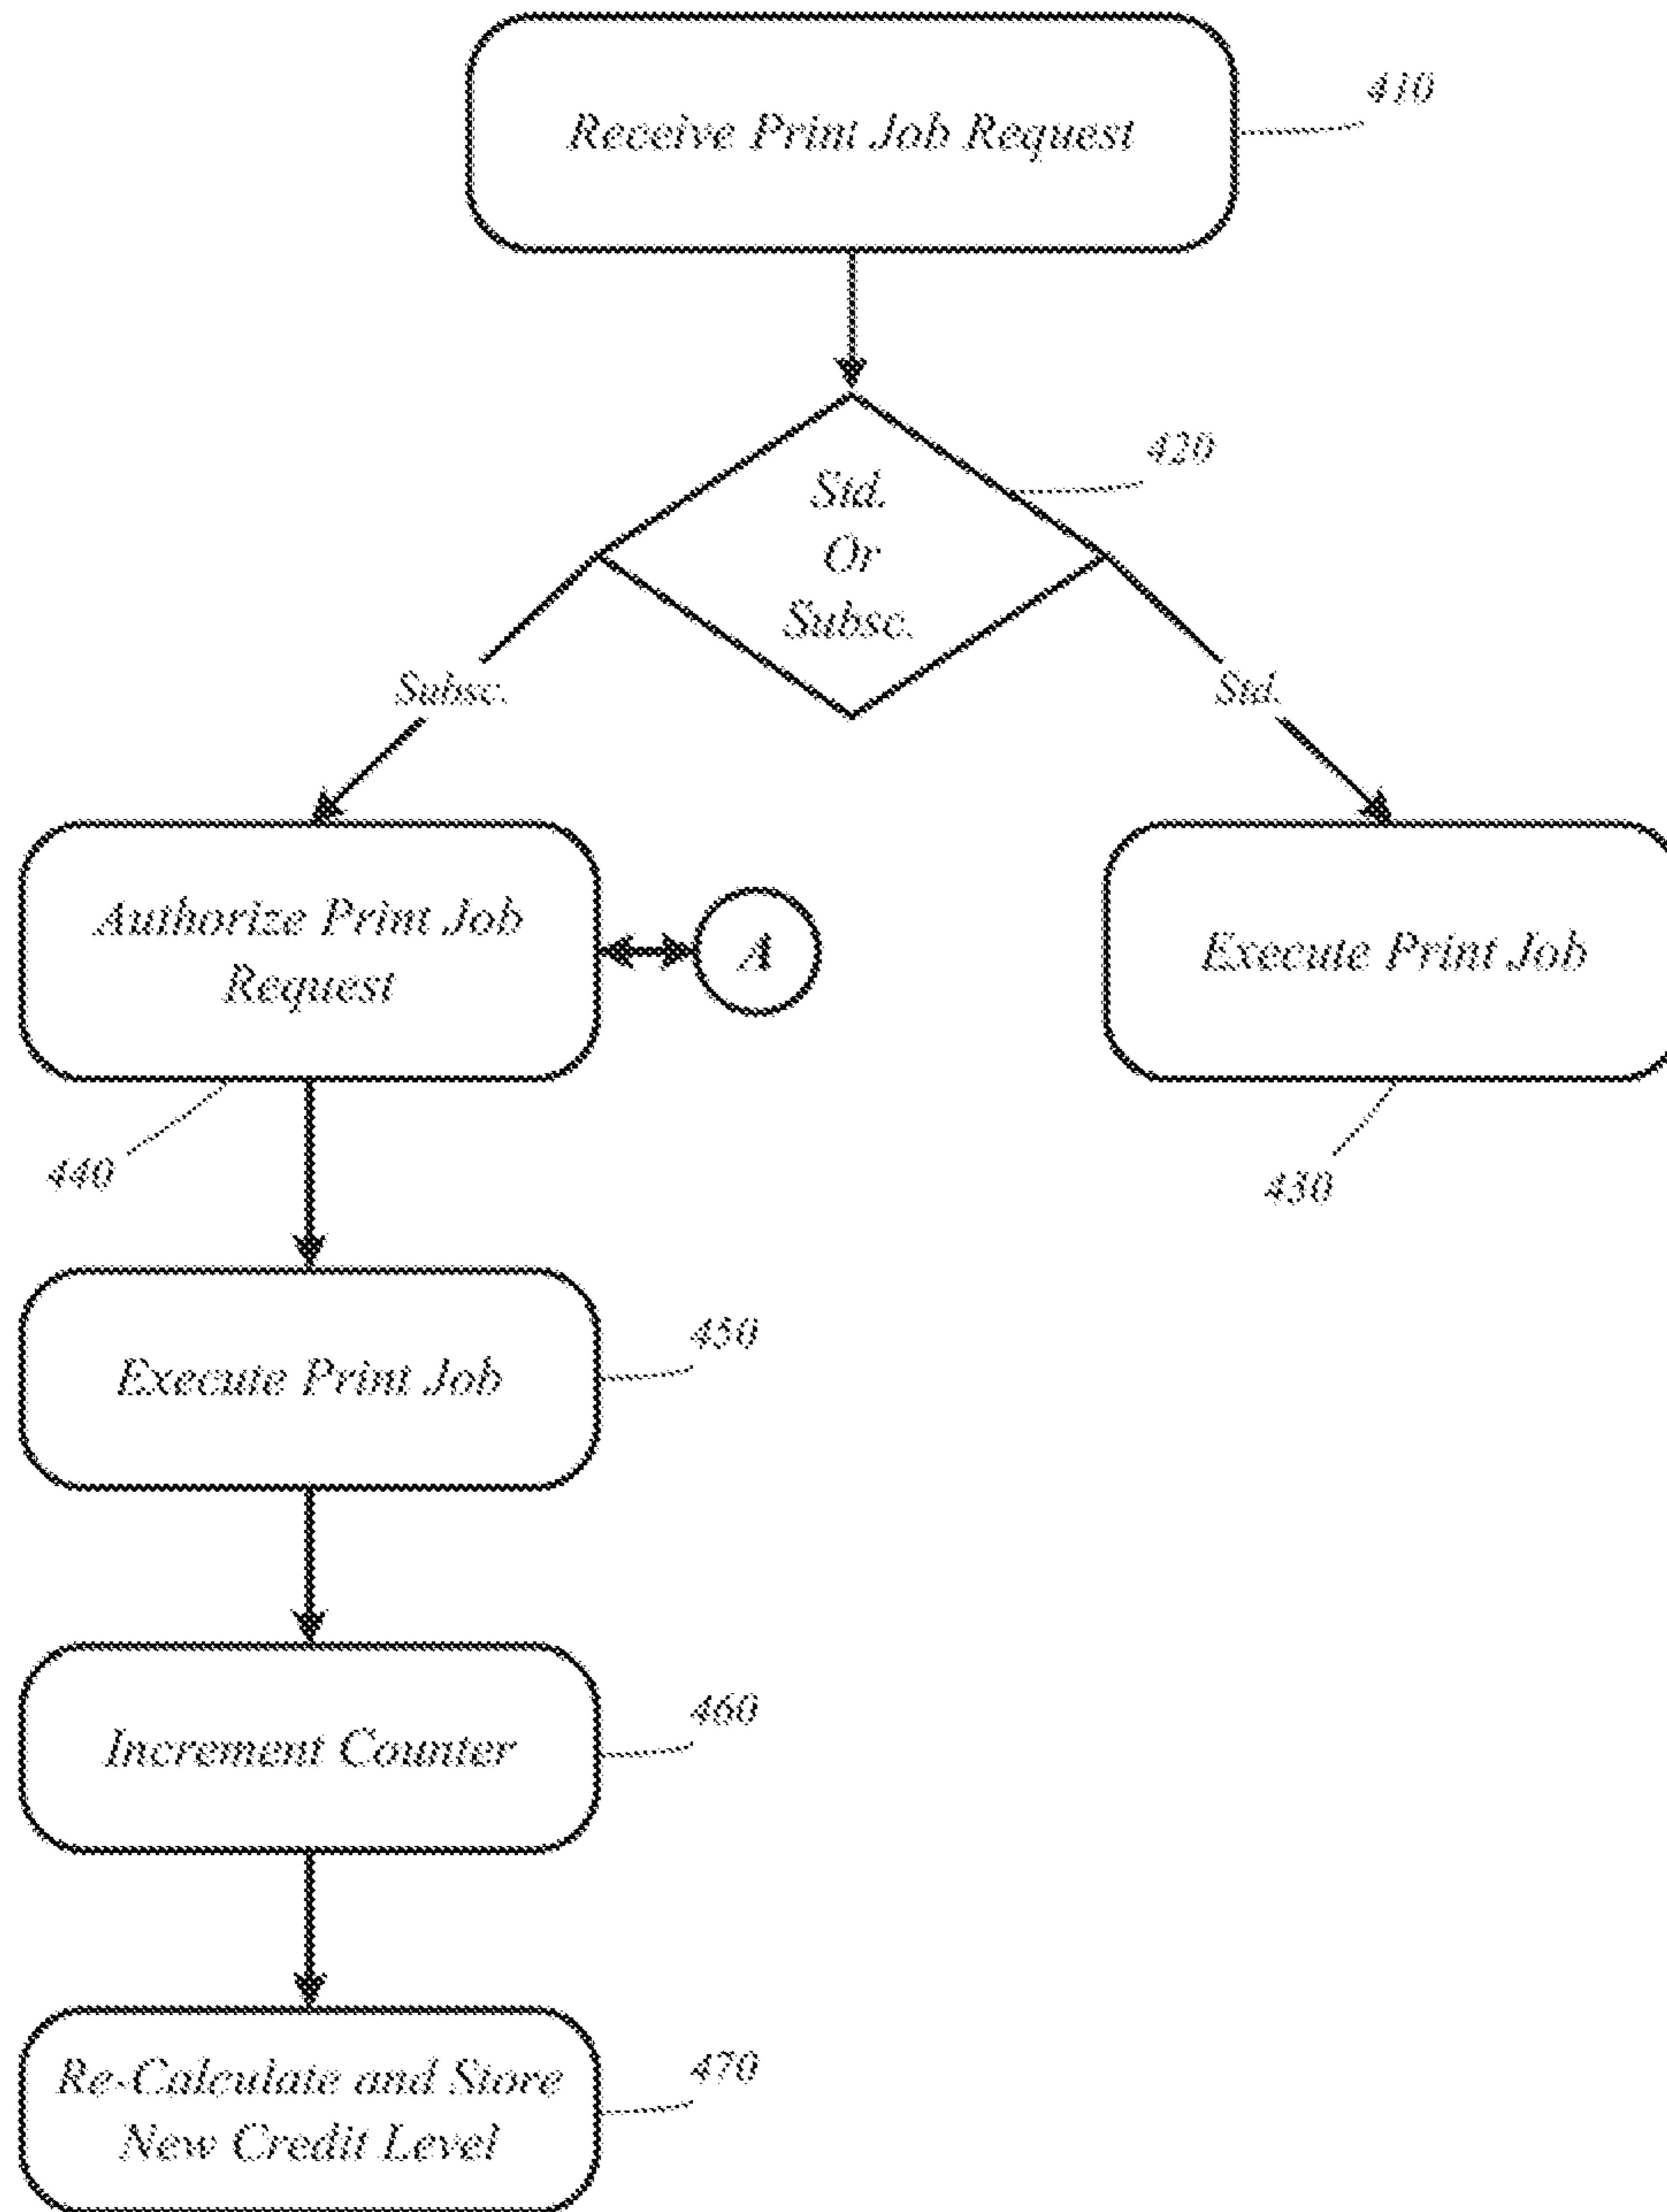 Receive Print Job Request
410
420
Std.
Or
Subsc.
Subsc.
Std.
Authorize Print Job
Request
A
Execute Print Job
440
430
Execute Print Job
450
Increment Counter
460
Re-Calculate and Store
New Credit Level
470